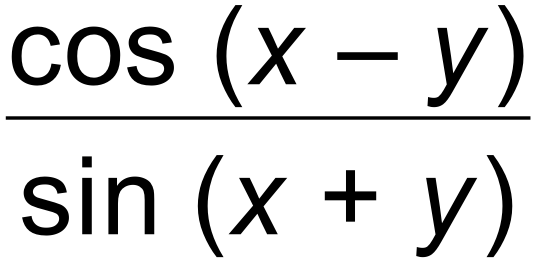 cos (x – y)
sin (x + y)